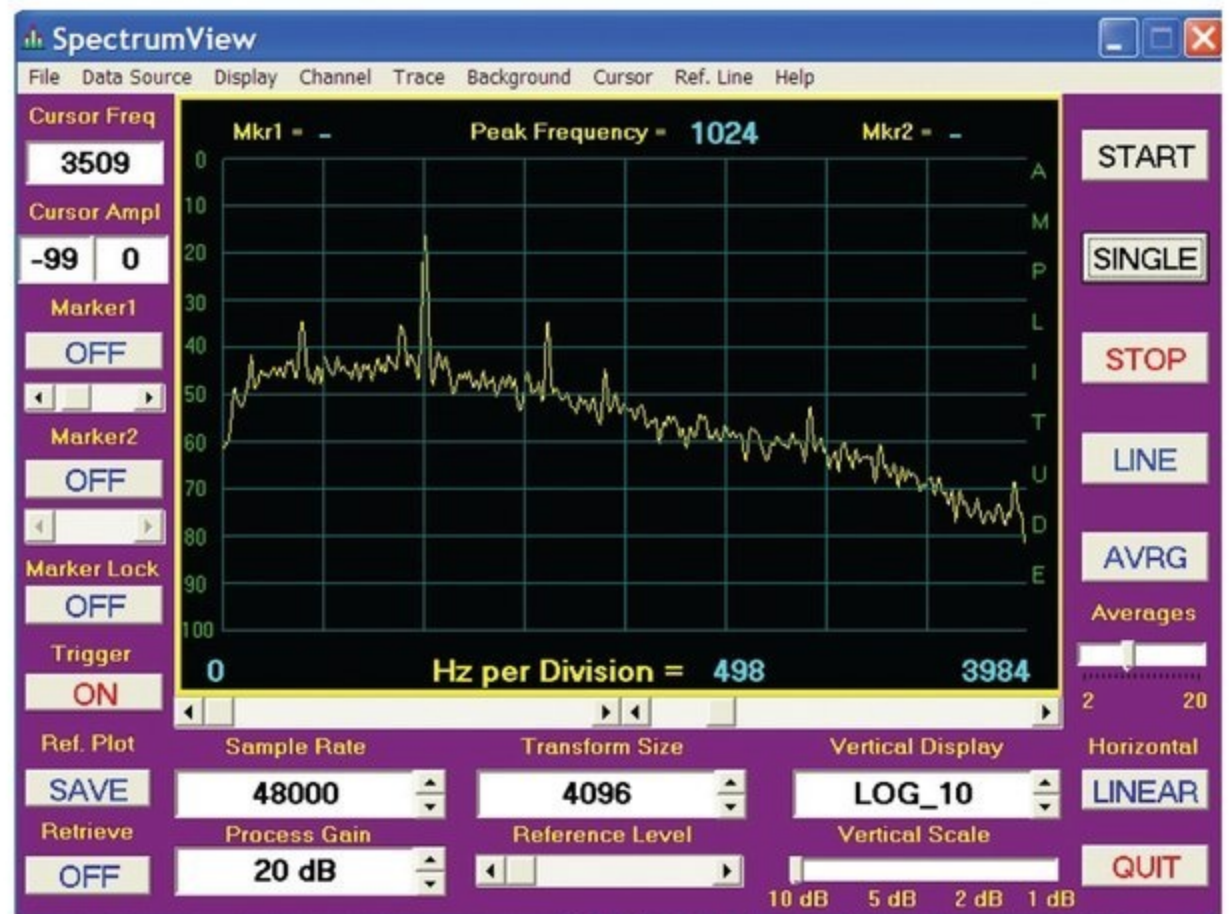 SpectrumView
File Data Source Display Channel Trace Background Cursor Ref. Line Help
Cursor Freq
3509
Cursor Ampl
-99 0
Marker1
OFF
Marker2
OFF
Marker Lock
OFF
Trigger
ON
Ref. Plot
SAVE
Retrieve
OFF
Mkr1 = - Peak Frequency = 1024 Mkr2 = -
0
10
20
30
40
50
60
70
80
90
100
AMPLITUDE
0 Hz per Division = 498 3984
START
SINGLE
STOP
LINE
AVRG
Averages
2 20
Horizontal
LINEAR
QUIT
Sample Rate
48000
Transform Size
4096
Vertical Display
LOG_10
Process Gain
20 dB
Reference Level
Vertical Scale
10 dB 5 dB 2 dB 1 dB